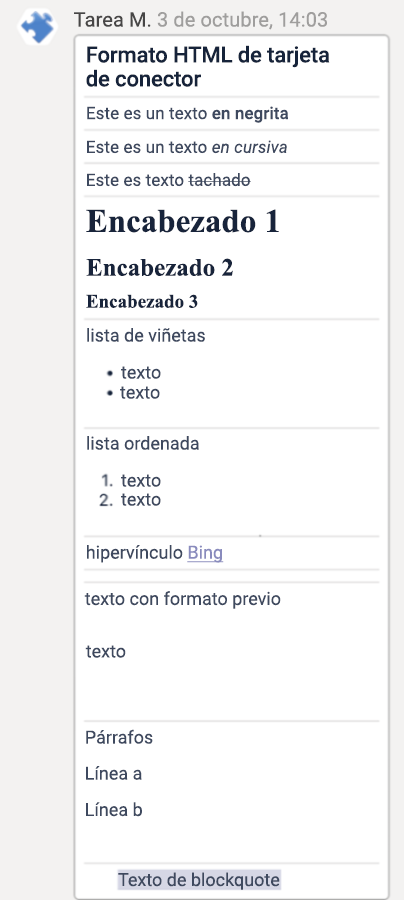 Tarea M. 3 de octubre, 14:03
Formato HTML de tarjeta
de conector
Este es un texto en negrita
Este es un texto en cursiva
Este es texto tachado
Encabezado 1
Encabezado 2
Encabezado 3
lista de viñetas
• texto
• texto
lista ordenada
1. texto
2. texto
hipervínculo Bing
texto con formato previo
texto
Párrafos
Línea a
Línea b
Texto de blockquote